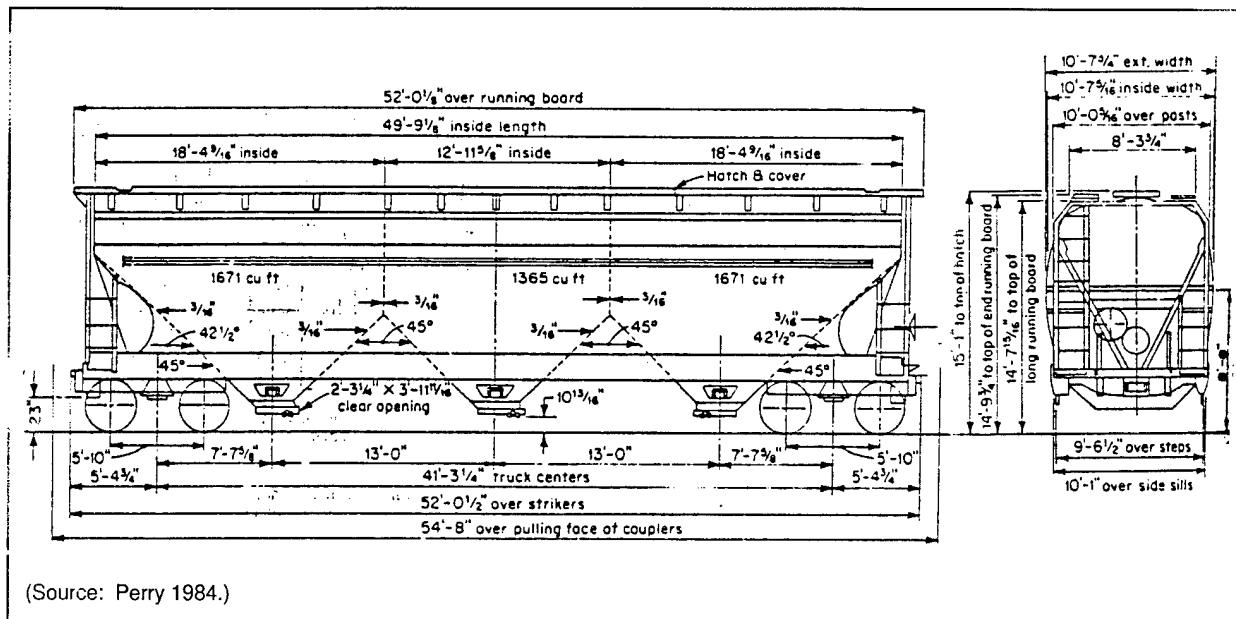 52'-0 1/8" over running board
49'-9 1/8" inside length
18'-4 9/16" inside
12'-11 5/8" inside
18'-4 9/16" inside
Hatch & cover
1671 cu ft
1365 cu ft
1671 cu ft
3/16"
3/16"
3/16"
3/16"
3/16"
3/16"
42 1/2°
45°
45°
42 1/2°
45°
45°
2'-3 1/4" x 3'-11 11/16"
clear opening
10 13/16"
23"
5'-10"
7'-7 5/8"
13'-0"
13'-0"
7'-7 5/8"
5'-10"
5'-4 3/4"
41'-3 1/4" truck centers
5'-4 3/4"
52'-0 1/2" over strikers
54'-8" over pulling face of couplers
10'-7 3/4" ext. width
10'-7 5/16" inside width
10'-0 5/16" over posts
8'-3 3/4"
15'-1" to top of hatch
14'-9 3/4" to top of end running board
14'-7 15/16" to top of
long running board
9'-6 1/2" over steps
10'-1" over side sills
(Source: Perry 1984.)